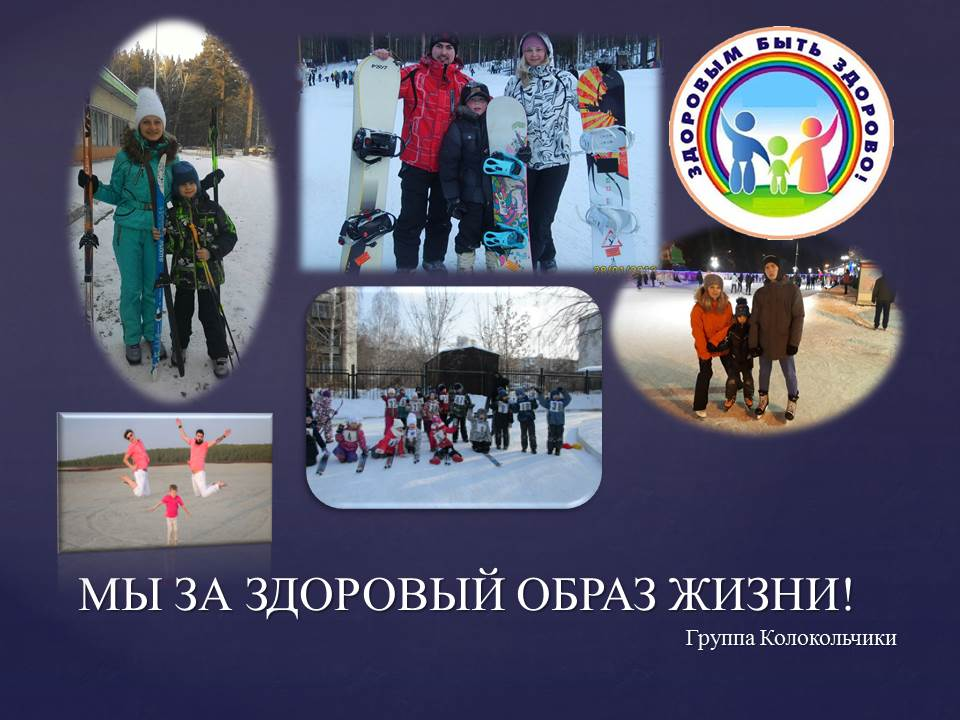 ЗДОРОВЫМ БЫТЬ ЗДОРОВО!
МЫ ЗА ЗДОРОВЫЙ ОБРАЗ ЖИЗНИ!
Группа Колокольчики